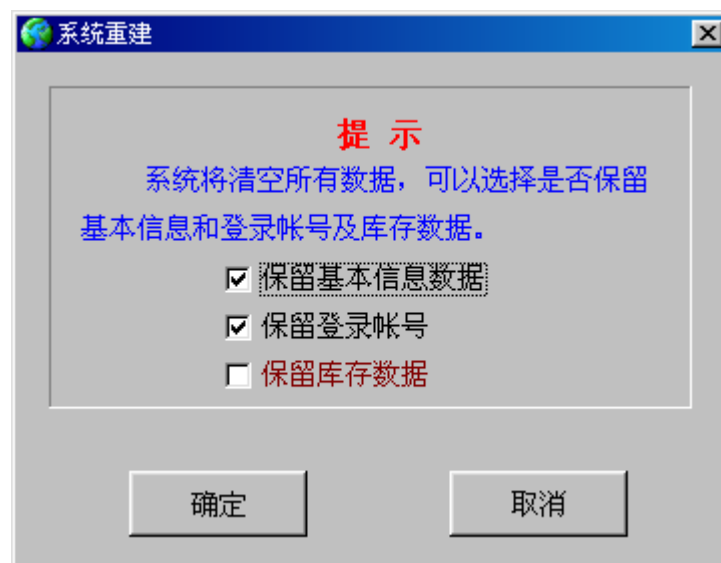 系统重建
提 示
系统将清空所有数据，可以选择是否保留
基本信息和登录帐号及库存数据。
保留基本信息数据
保留登录帐号
保留库存数据
确定
取消